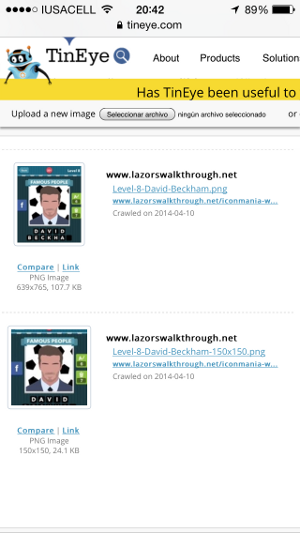 IUSACELL 20:42 89%
tineye.com
TinEye About Products Solution
Has TinEye been useful to
Upload a new image Seleccionar archivo ningún archivo seleccionado or
www.lazorswalkthrough.net
Level-8-David-Beckham.png
www.lazorswalkthrough.net/iconmania-w...
Crawled on 2014-04-10
Level 8
FAMOUS PEOPLE
f
DAVID
BECKHA
Compare | Link
PNG Image
639x765, 107.7 KB
www.lazorswalkthrough.net
Level-8-David-Beckham-150x150.png
www.lazorswalkthrough.net/iconmania-w...
Crawled on 2014-04-10
FAMOUS PEOPLE
f
DAVID
Compare | Link
PNG Image
150x150, 24.1 KB